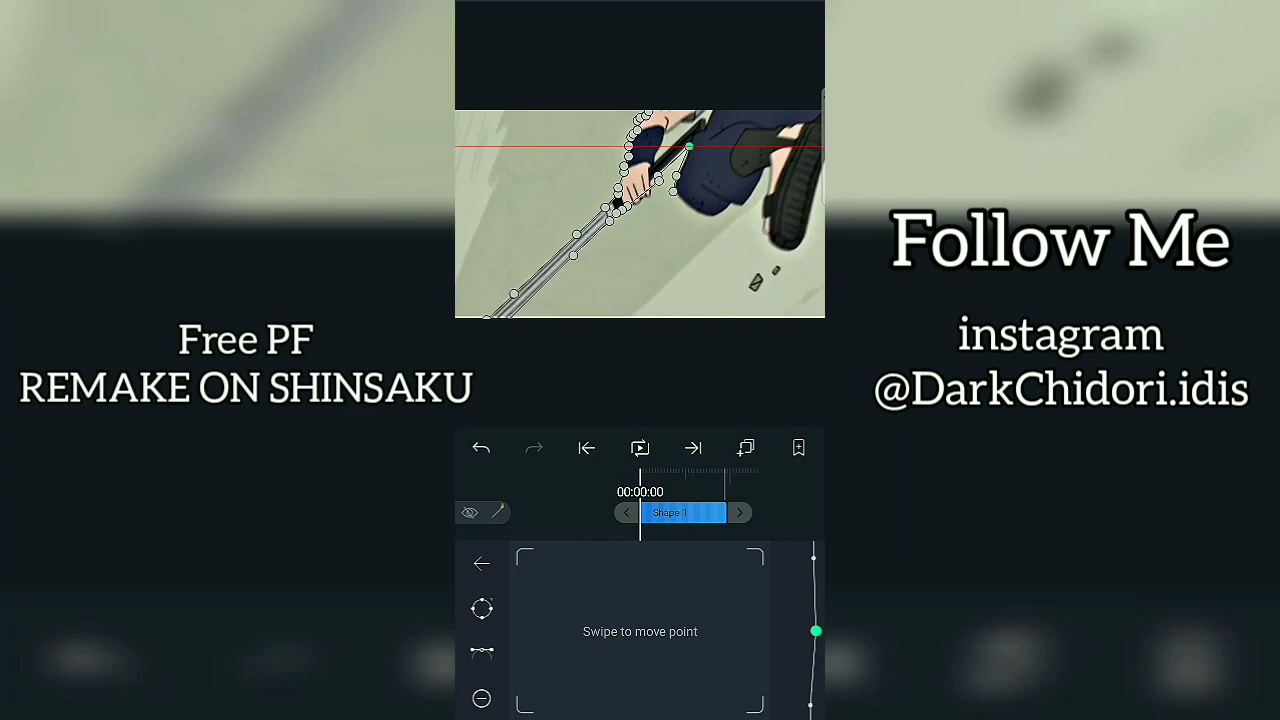 Follow Me
Free PF
REMAKE ON SHINSAKU
instagram
@DarkChidori.idis
00:00:00
Shape 1
Swipe to move point